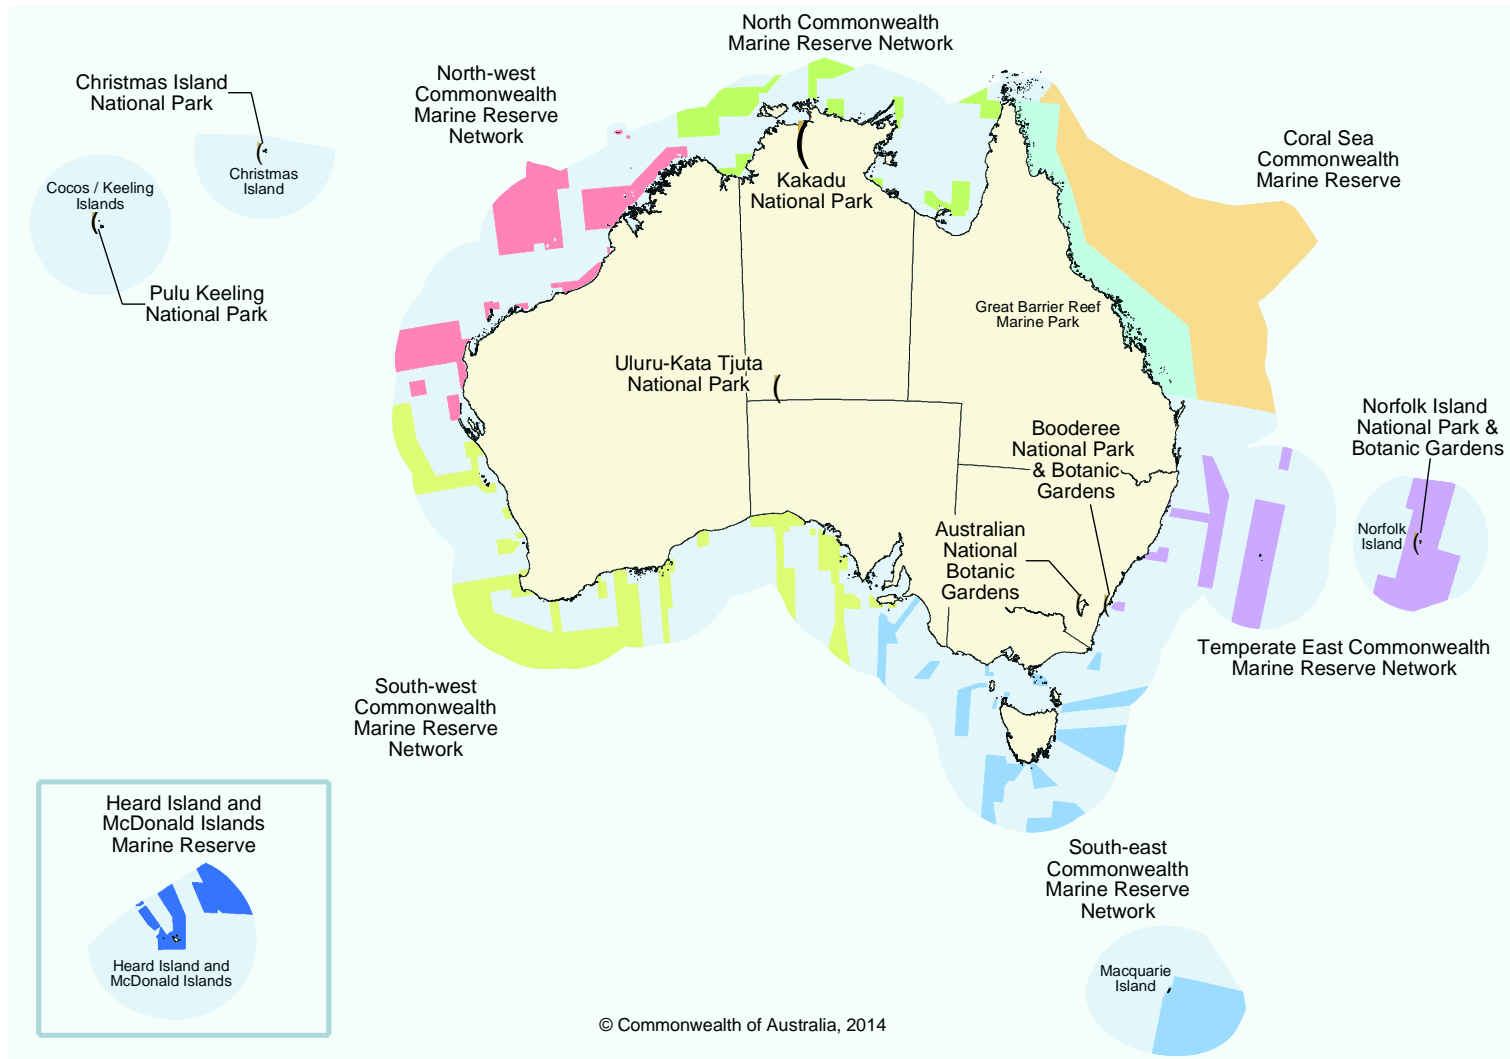 North Commonwealth
Marine Reserve Network
North-west
Commonwealth
Marine Reserve
Network
Christmas Island
National Park
Christmas
Island
Cocos / Keeling
Islands
Pulu Keeling
National Park
Coral Sea
Commonwealth
Marine Reserve
Kakadu
National Park
Great Barrier Reef
Marine Park
Uluru-Kata Tjuta
National Park
Booderee
National Park
& Botanic
Gardens
Norfolk Island
National Park &
Botanic Gardens
Norfolk
Island
Australian
National
Botanic
Gardens
Temperate East Commonwealth
Marine Reserve Network
South-west
Commonwealth
Marine Reserve
Network
Heard Island and
McDonald Islands
Marine Reserve
Heard Island and
McDonald Islands
South-east
Commonwealth
Marine Reserve
Network
Macquarie
Island
© Commonwealth of Australia, 2014